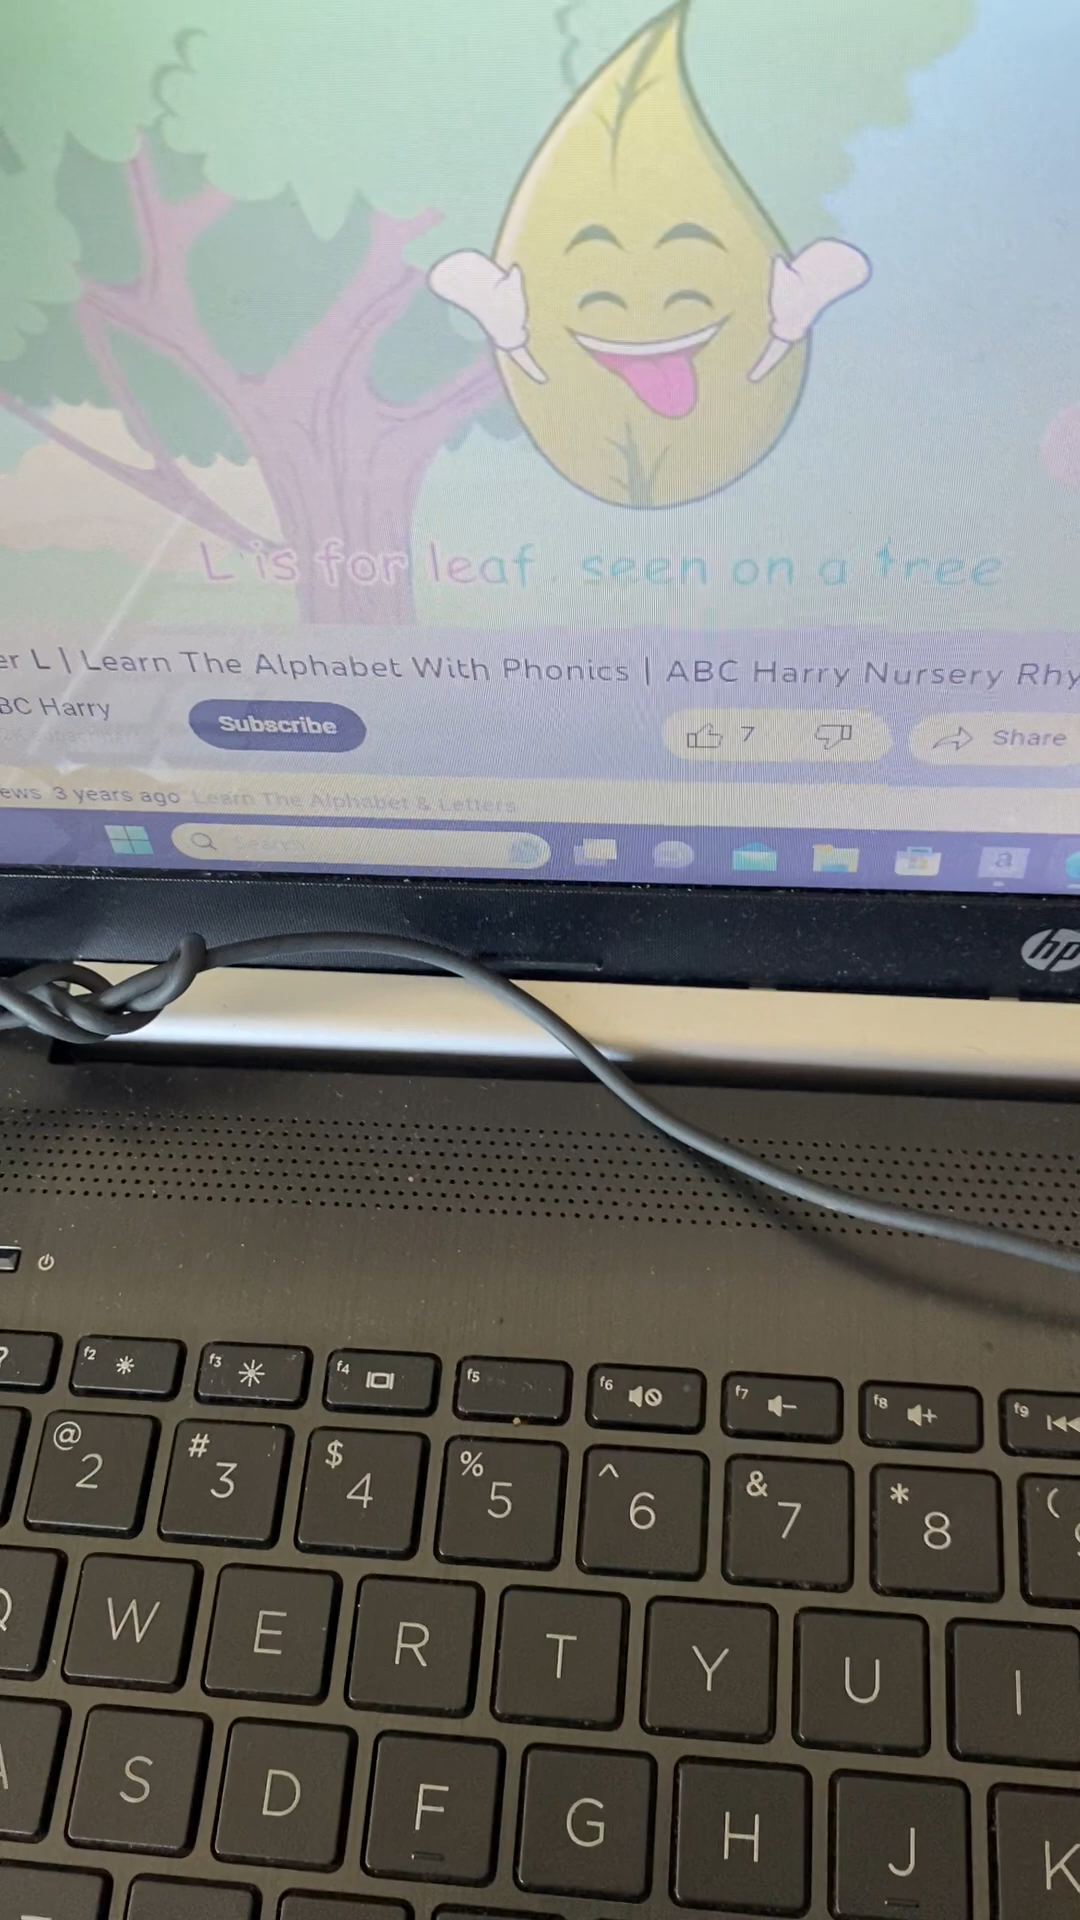 L is for leaf seen on a tree
er L | Learn The Alphabet With Phonics | ABC Harry Nursery Rhy
BC Harry
Subscribe
7
Share
ews 3 years ago Learn The Alphabet & Letters
Search
a
hp
?
f2
f3
f4
f5
f6
f7
f8
f9
@ 2
# 3
$ 4
% 5
^ 6
& 7
* 8
(
Q W E R T Y U I
A S D F G H J K